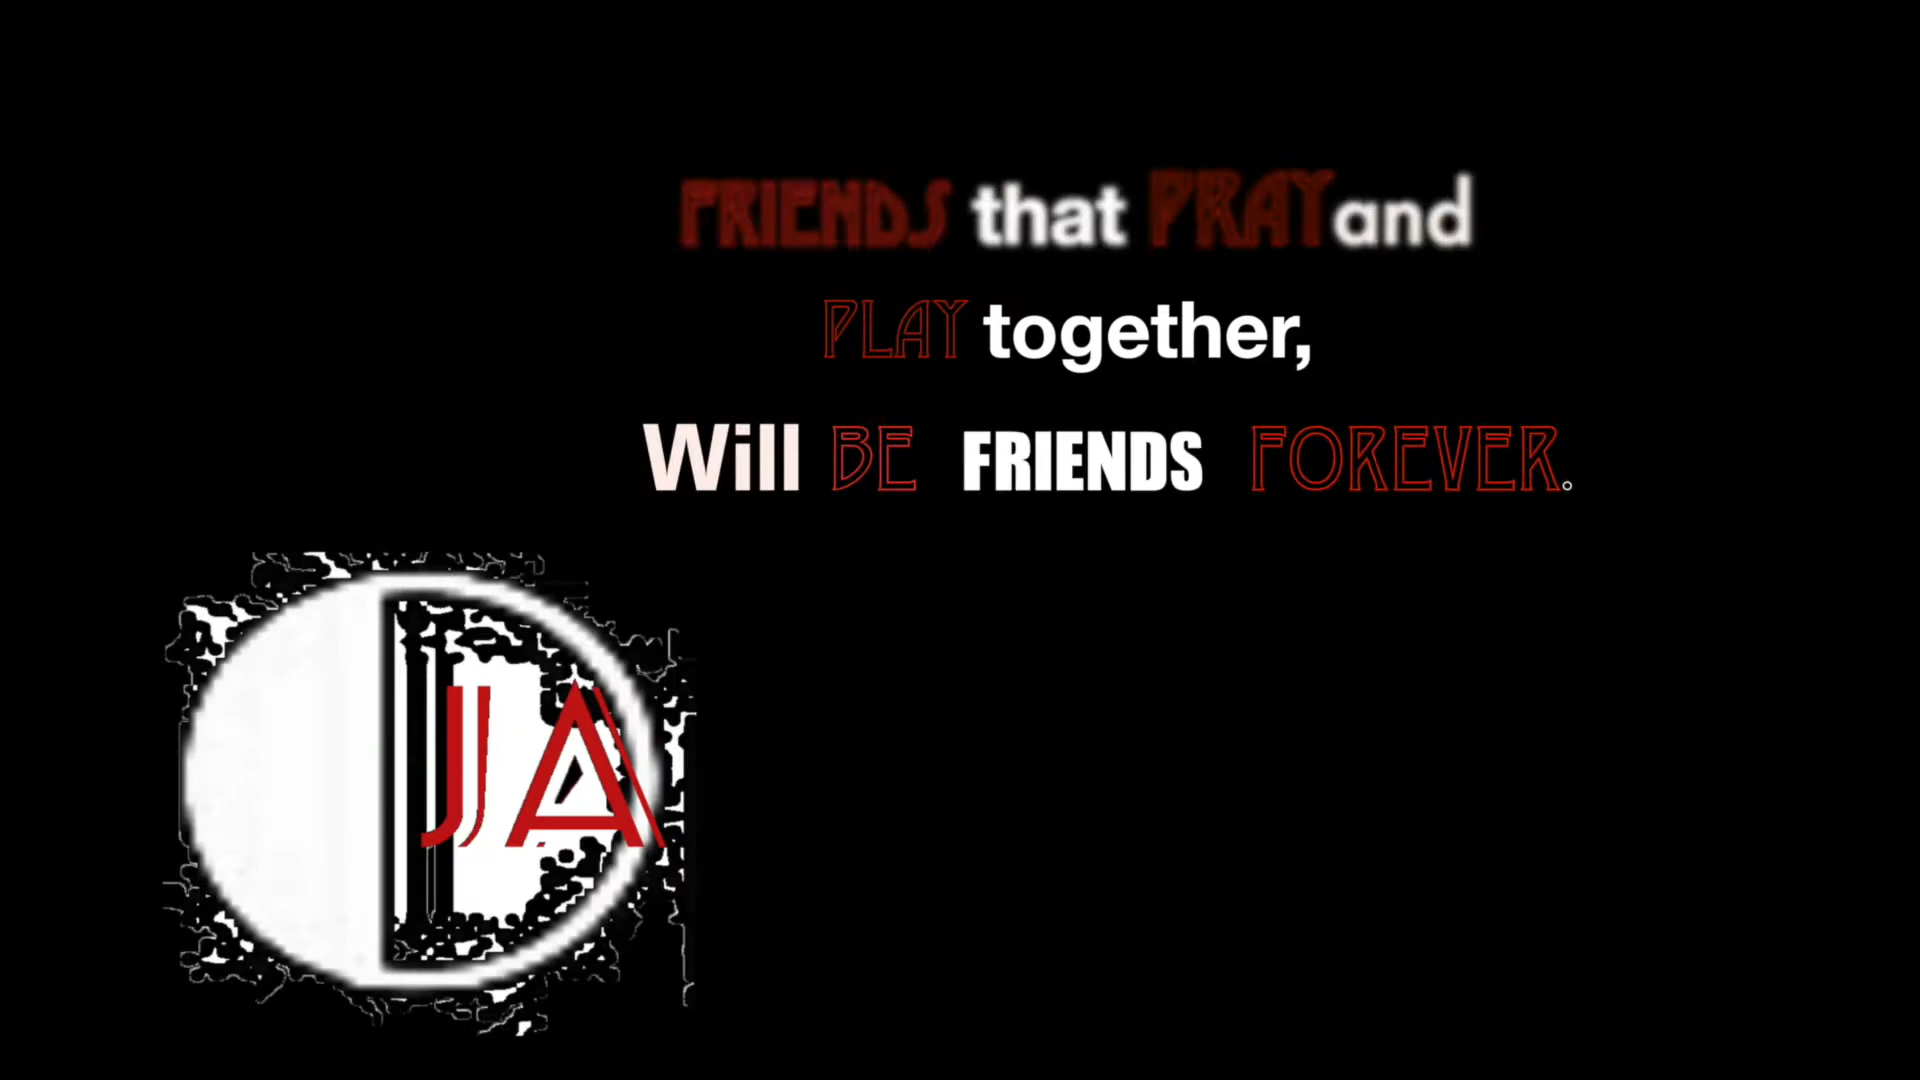 FRIENDS that PRAY and
PLAY together,
Will BE FRIENDS FOREVER.
JA